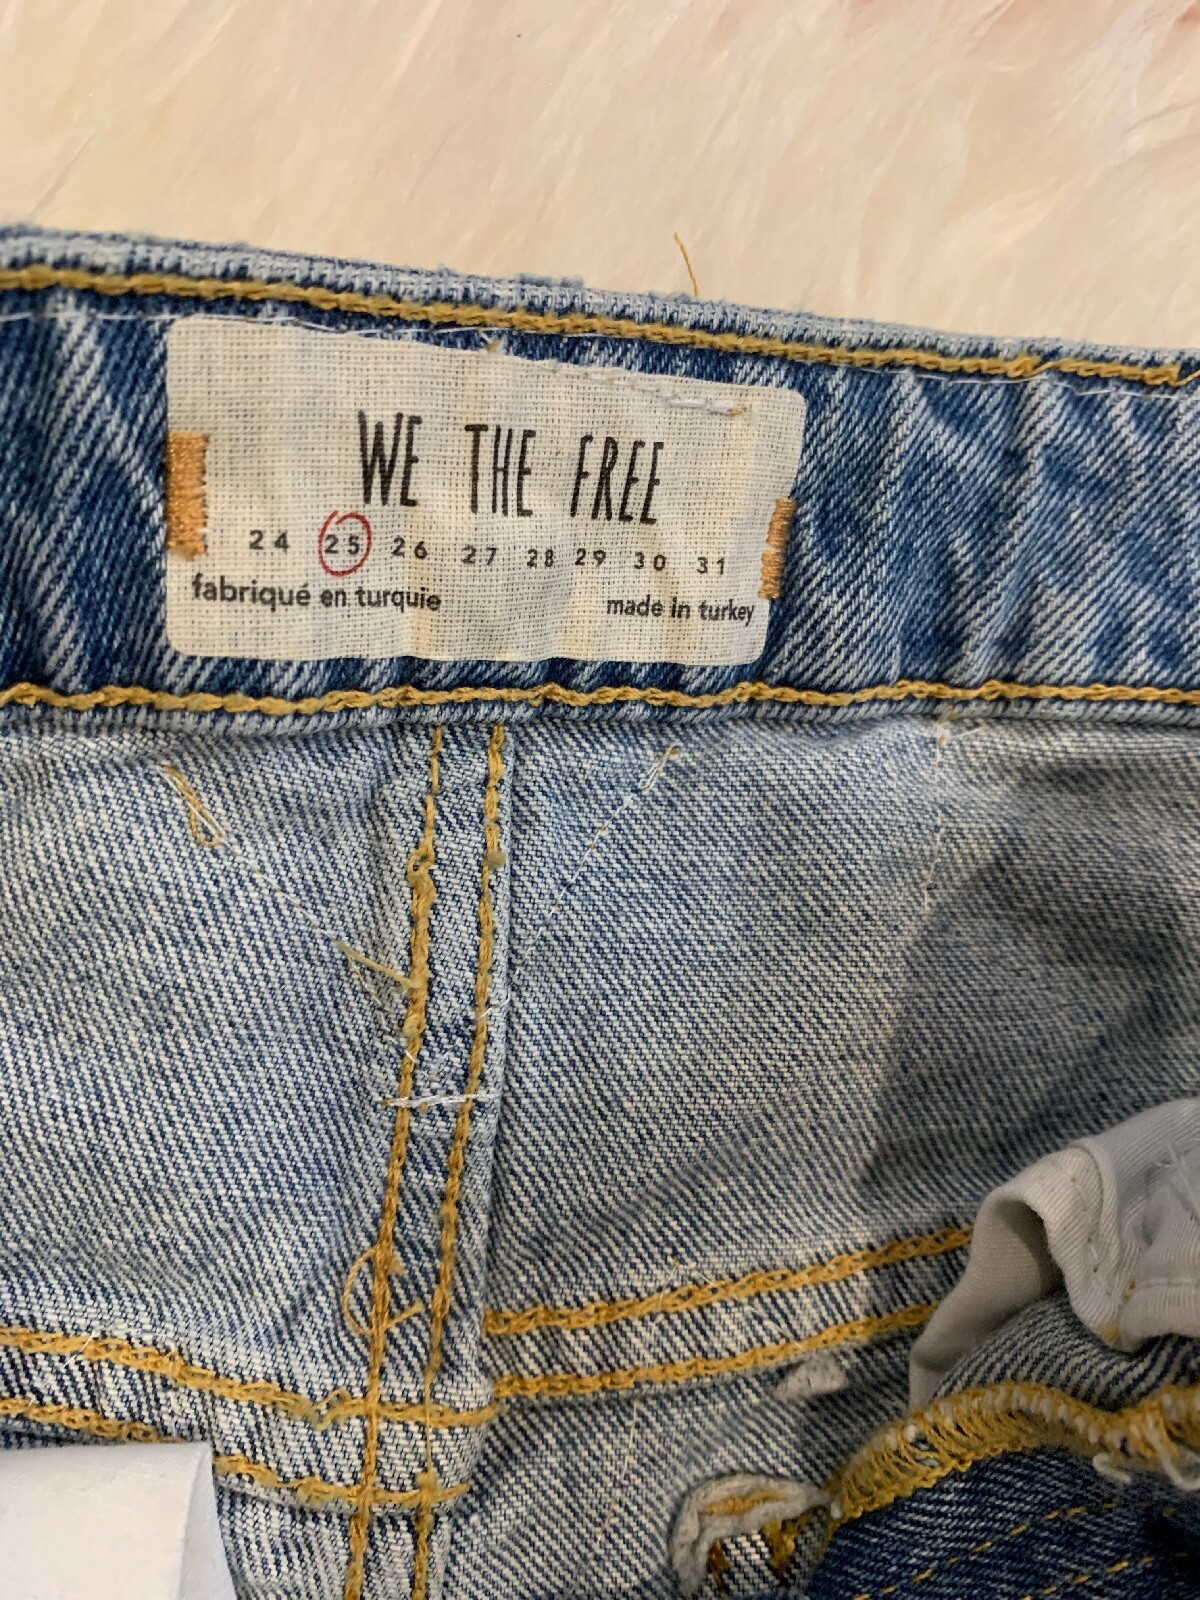 WE THE FREE
24 25 26 27 28 29 30 31
fabriqué en turquie made in turkey